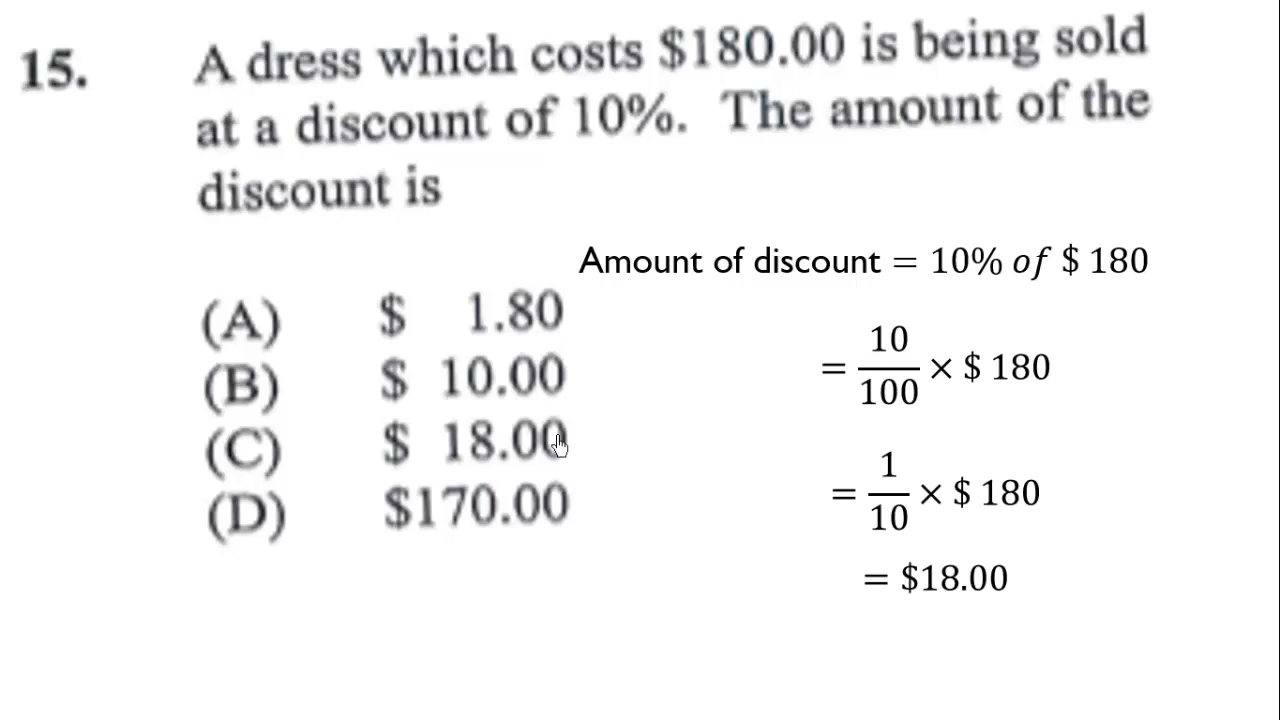 15. A dress which costs $180.00 is being sold
at a discount of 10%. The amount of the
discount is
(A) $ 1.80
(B) $ 10.00
(C) $ 18.00
(D) $170.00
Amount of discount = 10% of $ 180
= 10/100 × $ 180
= 1/10 × $ 180
= $18.00